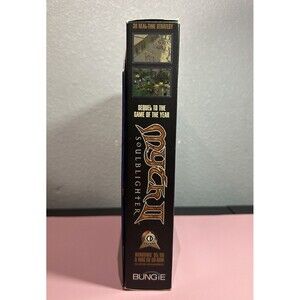 3D REAL-TIME STRATEGY
SEQUEL TO THE
GAME OF THE YEAR
MYTH II
SOULBLIGHTER
CD
WINDOWS 95/98
& MAC CD-ROM
BUNGIE